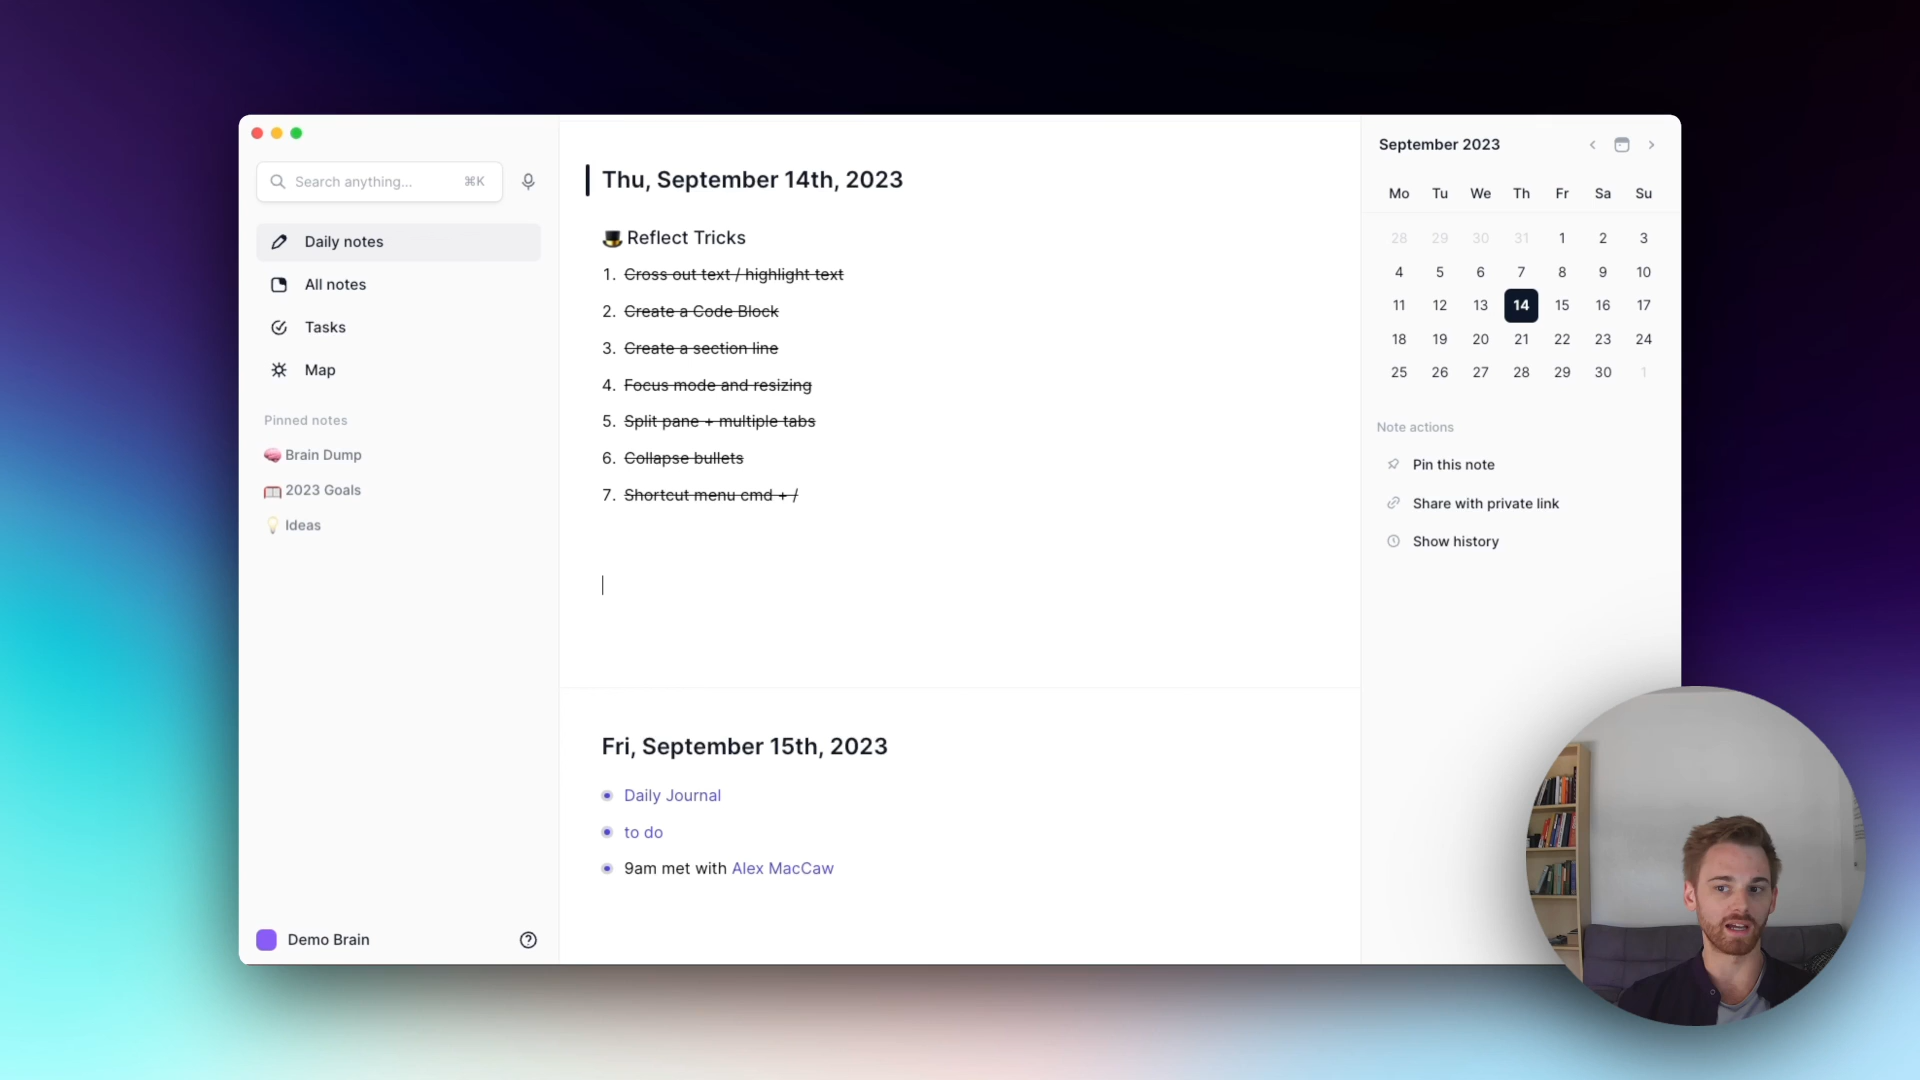 Search anything... ⌘K
Daily notes
All notes
Tasks
Map
Pinned notes
Brain Dump
2023 Goals
Ideas
Demo Brain
Thu, September 14th, 2023
Reflect Tricks
1. Cross out text / highlight text
2. Create a Code Block
3. Create a section line
4. Focus mode and resizing
5. Split pane + multiple tabs
6. Collapse bullets
7. Shortcut menu cmd + /
Fri, September 15th, 2023
Daily Journal
to do
9am met with Alex MacCaw
September 2023
Mo Tu We Th Fr Sa Su
28 29 30 31 1 2 3
4 5 6 7 8 9 10
11 12 13 14 15 16 17
18 19 20 21 22 23 24
25 26 27 28 29 30 1
Note actions
Pin this note
Share with private link
Show history